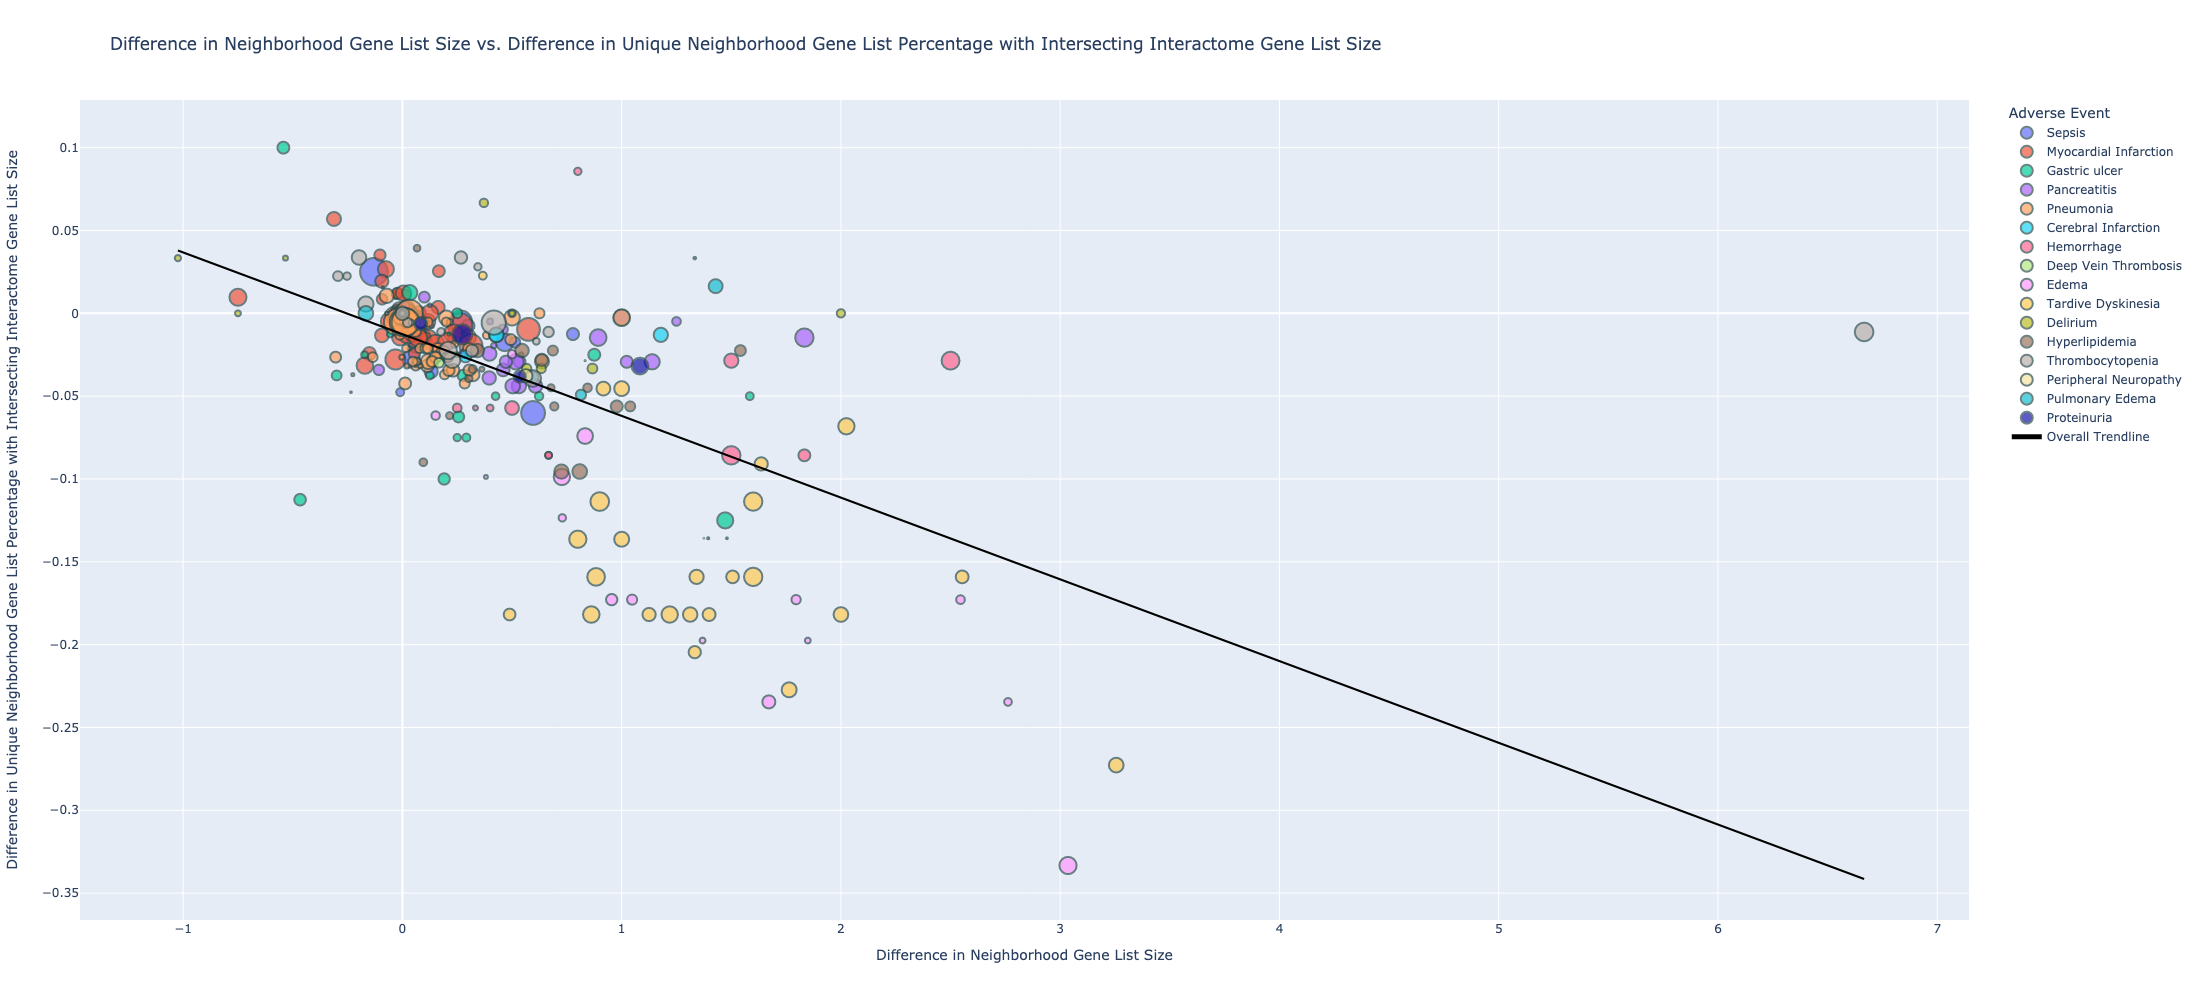 Difference in Neighborhood Gene List Size vs. Difference in Unique Neighborhood Gene List Percentage with Intersecting Interactome Gene List Size
Difference in Unique Neighborhood Gene List Percentage with Intersecting Interactome Gene List Size
0.1
0.05
0
−0.05
−0.1
−0.15
−0.2
−0.25
−0.3
−0.35
−1
0
1
2
3
4
5
6
7
Difference in Neighborhood Gene List Size
Adverse Event
Sepsis
Myocardial Infarction
Gastric ulcer
Pancreatitis
Pneumonia
Cerebral Infarction
Hemorrhage
Deep Vein Thrombosis
Edema
Tardive Dyskinesia
Delirium
Hyperlipidemia
Thrombocytopenia
Peripheral Neuropathy
Pulmonary Edema
Proteinuria
Overall Trendline